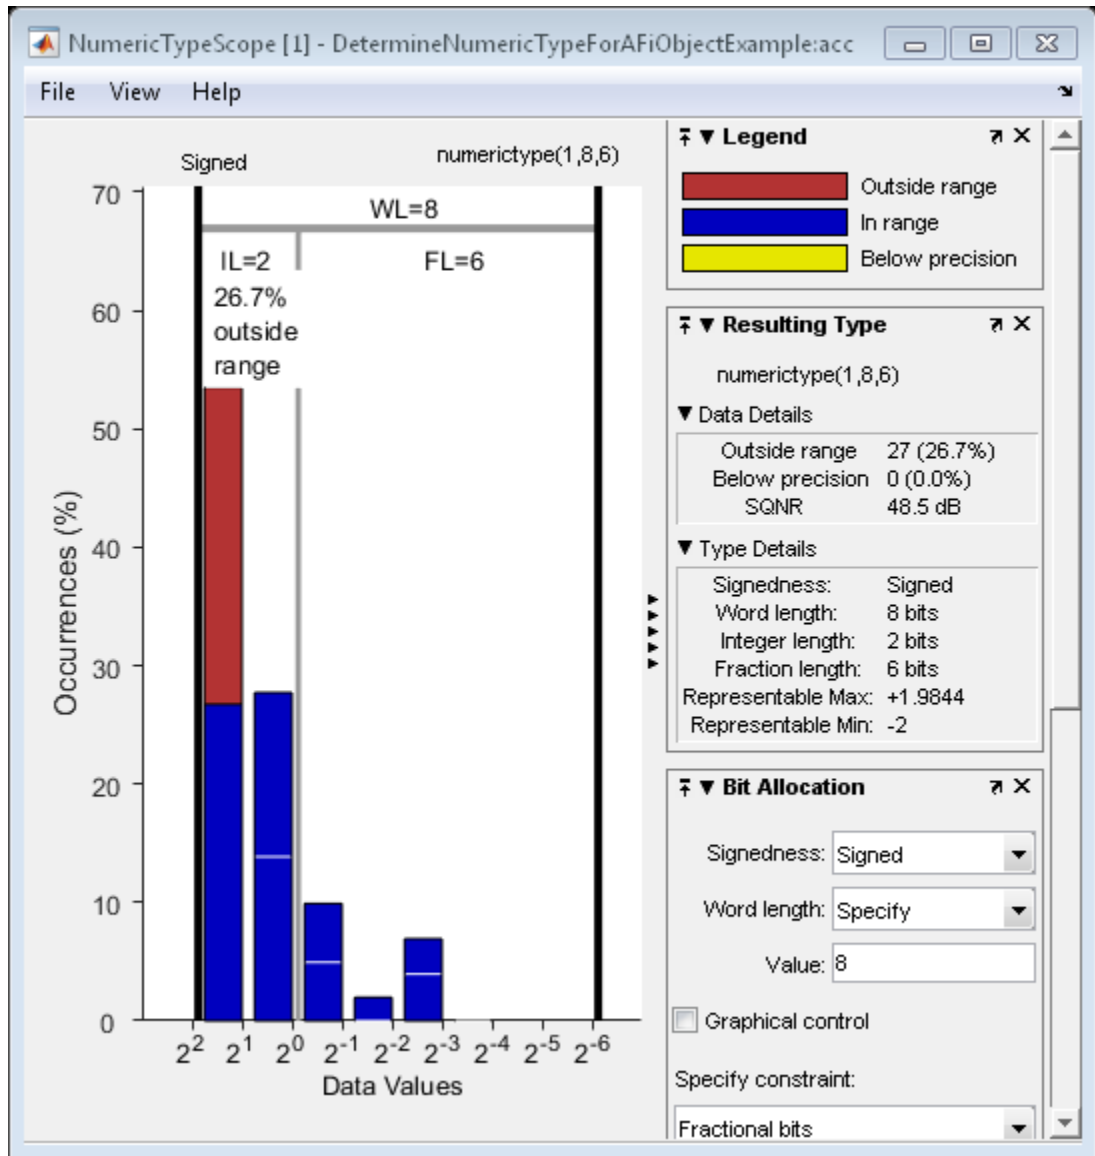 NumericTypeScope [1] - DetermineNumericTypeForAFiObjectExample:acc
File View Help
Signed numerictype(1,8,6)
WL=8
IL=2 FL=6
26.7%
outside
range
70
60
50
40
30
20
10
0
Occurrences (%)
2^2 2^1 2^0 2^-1 2^-2 2^-3 2^-4 2^-5 2^-6
Data Values
Legend
Outside range
In range
Below precision
Resulting Type
numerictype(1,8,6)
Data Details
Outside range 27 (26.7%)
Below precision 0 (0.0%)
SQNR 48.5 dB
Type Details
Signedness: Signed
Word length: 8 bits
Integer length: 2 bits
Fraction length: 6 bits
Representable Max: +1.9844
Representable Min: -2
Bit Allocation
Signedness: Signed
Word length: Specify
Value: 8
Graphical control
Specify constraint:
Fractional bits